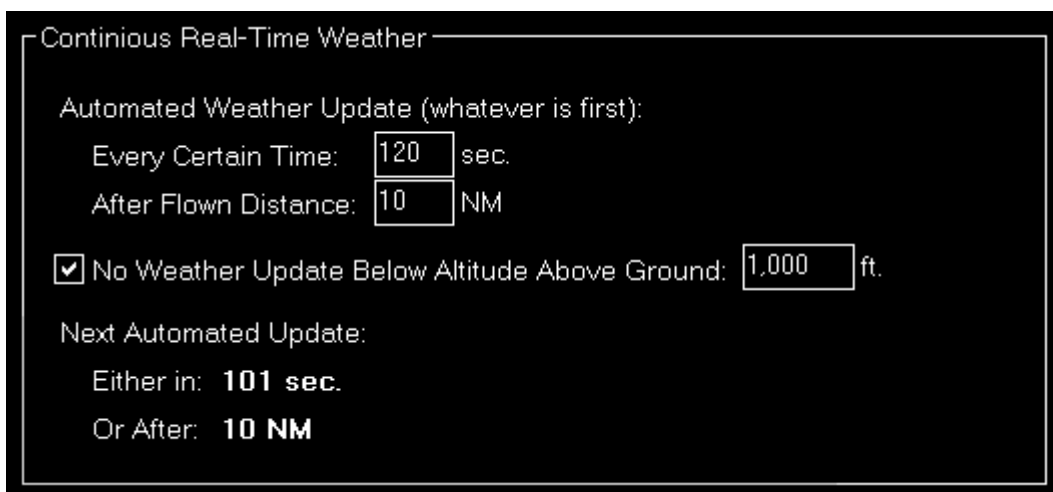 Continious Real-Time Weather
Automated Weather Update (whatever is first):
Every Certain Time: 120 sec.
After Flown Distance: 10 NM
No Weather Update Below Altitude Above Ground: 1,000 ft.
Next Automated Update:
Either in: 101 sec.
Or After: 10 NM